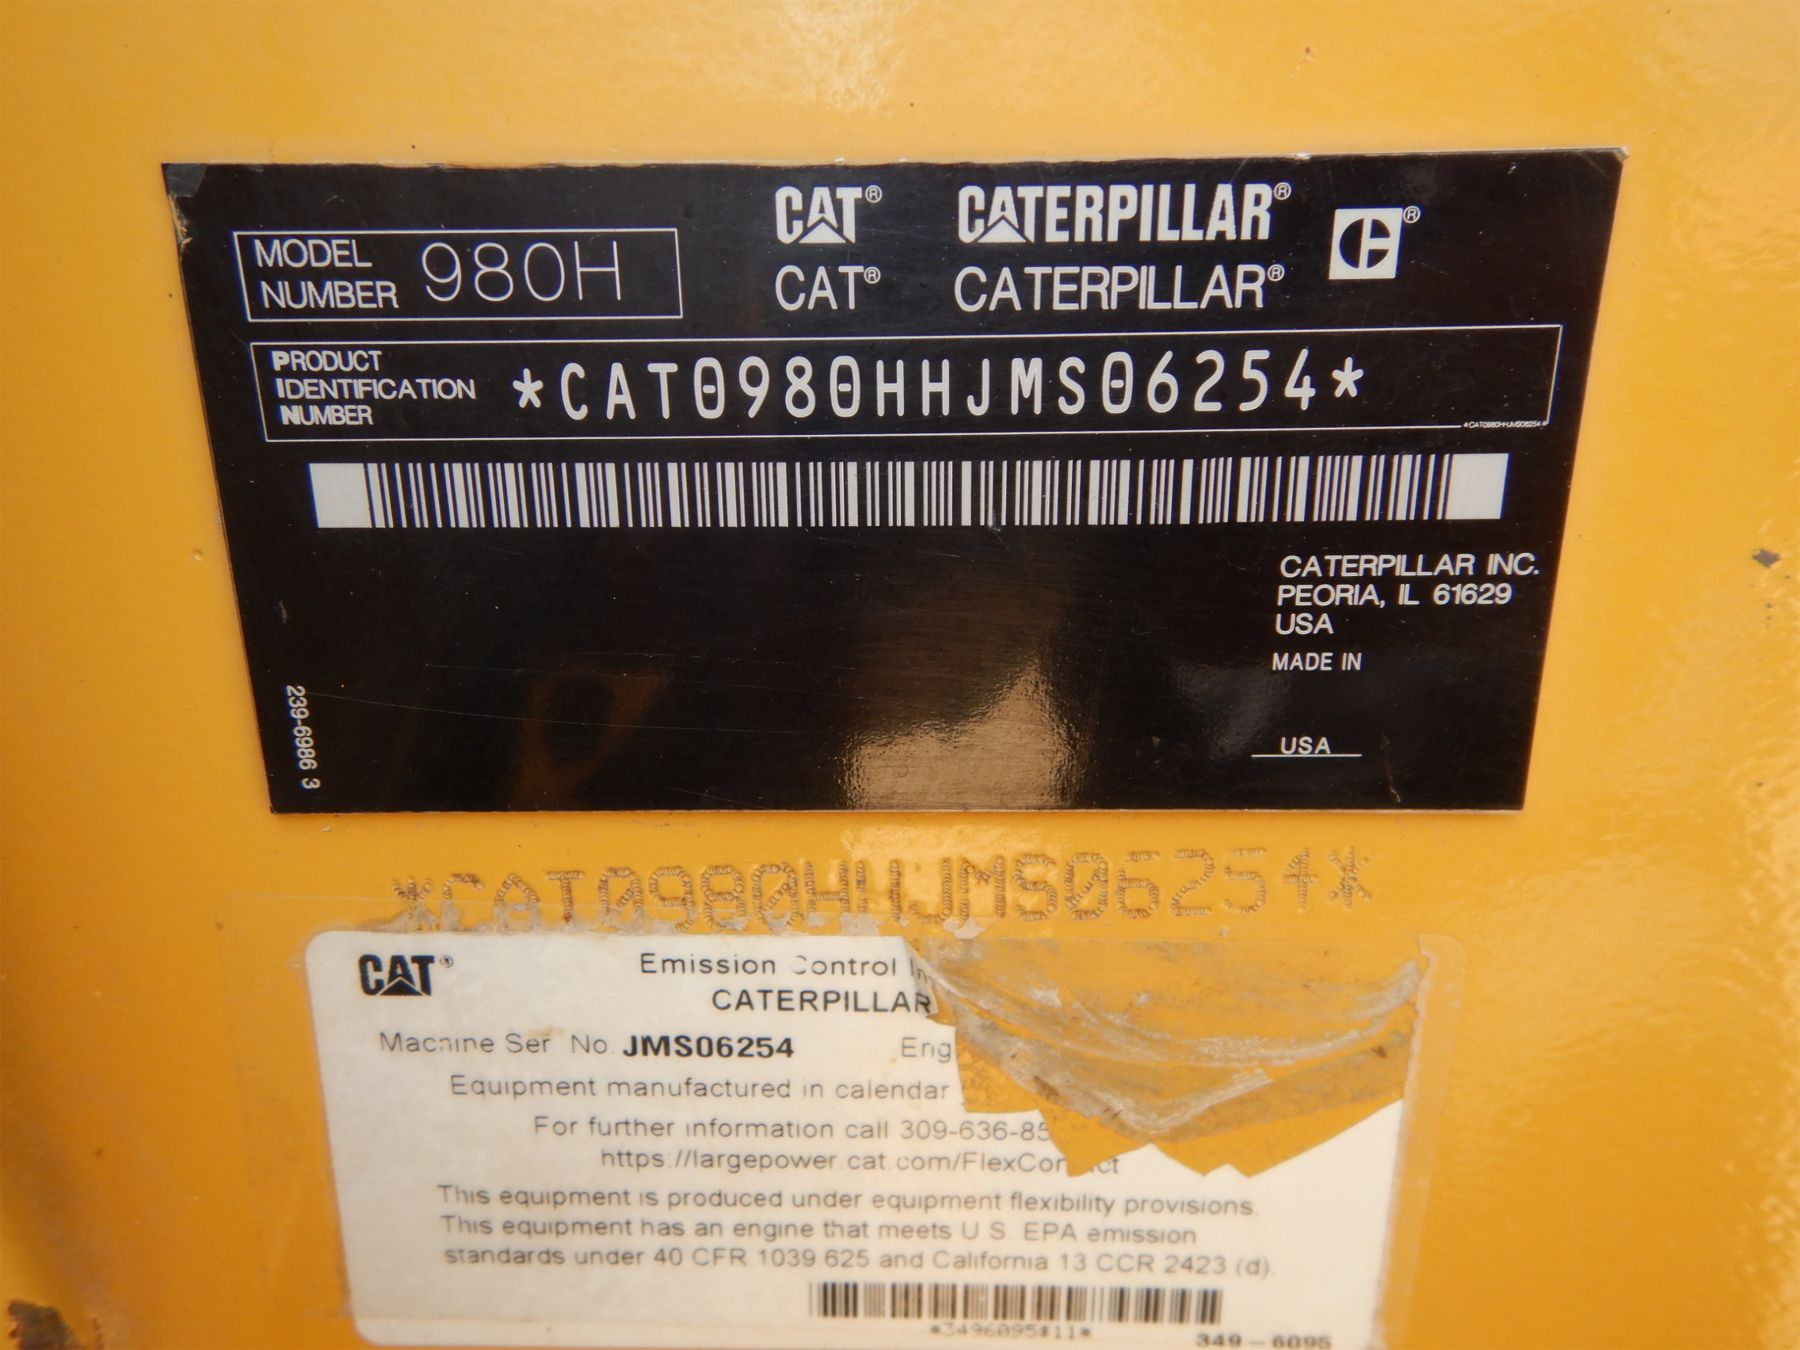 CAT® CATERPILLAR® C®
CAT® CATERPILLAR®
MODEL
NUMBER 980H
PRODUCT
IDENTIFICATION
NUMBER
*CAT0980HHJMS06254*
*CAT0980HHJMS06254*
CATERPILLAR INC.
PEORIA, IL 61629
USA
MADE IN
USA
239-6986 3
*CAT0980HHJMS06254*
CAT®
Emission Control
CATERPILLAR
Machine Ser No. JMS06254 Eng
Equipment manufactured in calendar
For further information call 309-636-85
https://largepower.cat.com/FlexCon ct
This equipment is produced under equipment flexibility provisions.
This equipment has an engine that meets U.S. EPA emission
standards under 40 CFR 1039.625 and California 13 CCR 2423 (d).
*3496095#11*
349-6095